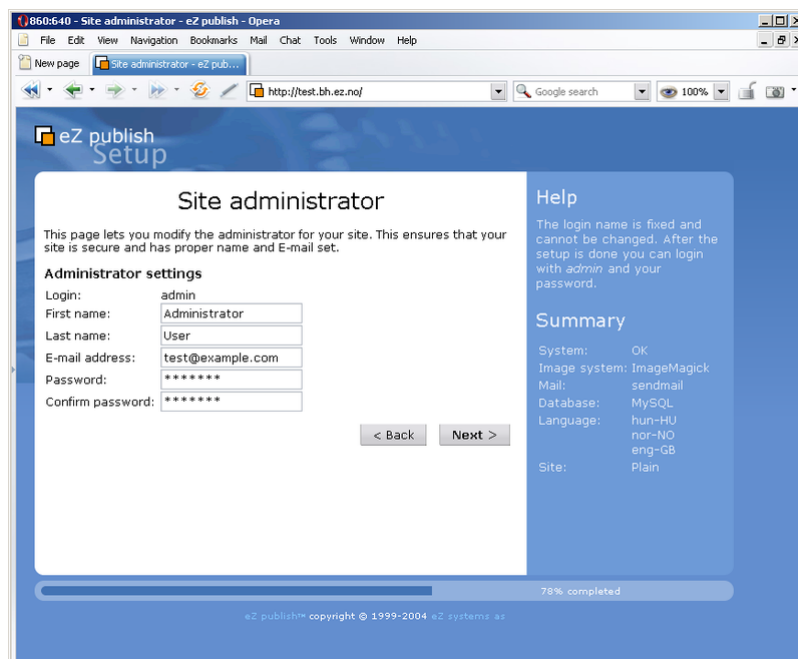 860:640 - Site administrator - eZ publish - Opera
File Edit View Navigation Bookmarks Mail Chat Tools Window Help
New page Site administrator - eZ pub...
http://test.bh.ez.no/ Google search 100%
eZ publish
Setup
Site administrator
This page lets you modify the administrator for your site. This ensures that your
site is secure and has proper name and E-mail set.
Administrator settings
Login: admin
First name: Administrator
Last name: User
E-mail address: test@example.com
Password: *******
Confirm password: *******
< Back Next >
Help
The login name is fixed and
cannot be changed. After the
setup is done you can login
with admin and your
password.
Summary
System: OK
Image system: ImageMagick
Mail: sendmail
Database: MySQL
Language: hun-HU
nor-NO
eng-GB
Site: Plain
78% completed
eZ publish™ copyright © 1999-2004 eZ systems as